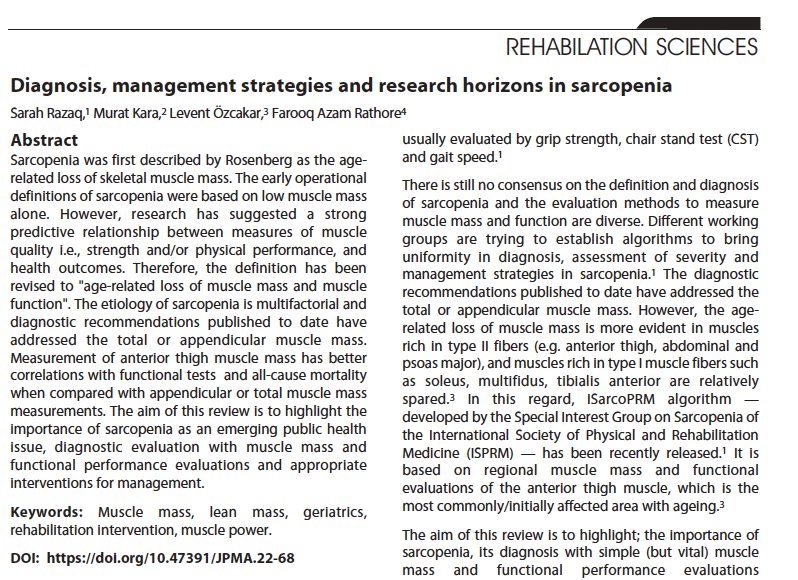 REHABILATION SCIENCES
Diagnosis, management strategies and research horizons in sarcopenia
Sarah Razaq,1 Murat Kara,2 Levent Özçakar,3 Farooq Azam Rathore4
Abstract
Sarcopenia was first described by Rosenberg as the age-
related loss of skeletal muscle mass. The early operational
definitions of sarcopenia were based on low muscle mass
alone. However, research has suggested a strong
predictive relationship between measures of muscle
quality i.e., strength and/or physical performance, and
health outcomes. Therefore, the definition has been
revised to "age-related loss of muscle mass and muscle
function". The etiology of sarcopenia is multifactorial and
diagnostic recommendations published to date have
addressed the total or appendicular muscle mass.
Measurement of anterior thigh muscle mass has better
correlations with functional tests and all-cause mortality
when compared with appendicular or total muscle mass
measurements. The aim of this review is to highlight the
importance of sarcopenia as an emerging public health
issue, diagnostic evaluation with muscle mass and
functional performance evaluations and appropriate
interventions for management.
Keywords: Muscle mass, lean mass, geriatrics,
rehabilitation intervention, muscle power.
DOI: https://doi.org/10.47391/JPMA.22-68
usually evaluated by grip strength, chair stand test (CST)
and gait speed.1
There is still no consensus on the definition and diagnosis
of sarcopenia and the evaluation methods to measure
muscle mass and function are diverse. Different working
groups are trying to establish algorithms to bring
uniformity in diagnosis, assessment of severity and
management strategies in sarcopenia.1 The diagnostic
recommendations published to date have addressed the
total or appendicular muscle mass. However, the age-
related loss of muscle mass is more evident in muscles
rich in type II fibers (e.g. anterior thigh, abdominal and
psoas major), and muscles rich in type I muscle fibers such
as soleus, multifidus, tibialis anterior are relatively
spared.3 In this regard, ISarcoPRM algorithm —
developed by the Special Interest Group on Sarcopenia of
the International Society of Physical and Rehabilitation
Medicine (ISPRM) — has been recently released.1 It is
based on regional muscle mass and functional
evaluations of the anterior thigh muscle, which is the
most commonly/initially affected area with ageing.3
The aim of this review is to highlight; the importance of
sarcopenia, its diagnosis with simple (but vital) muscle
mass and functional performance evaluations